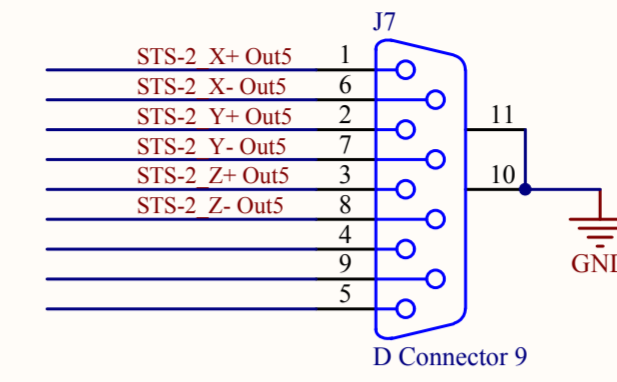 J7
STS-2_X+ Out5 1
STS-2_X- Out5 6
STS-2_Y+ Out5 2 11
STS-2_Y- Out5 7
STS-2_Z+ Out5 3 10
STS-2_Z- Out5 8
4
9
5
D Connector 9